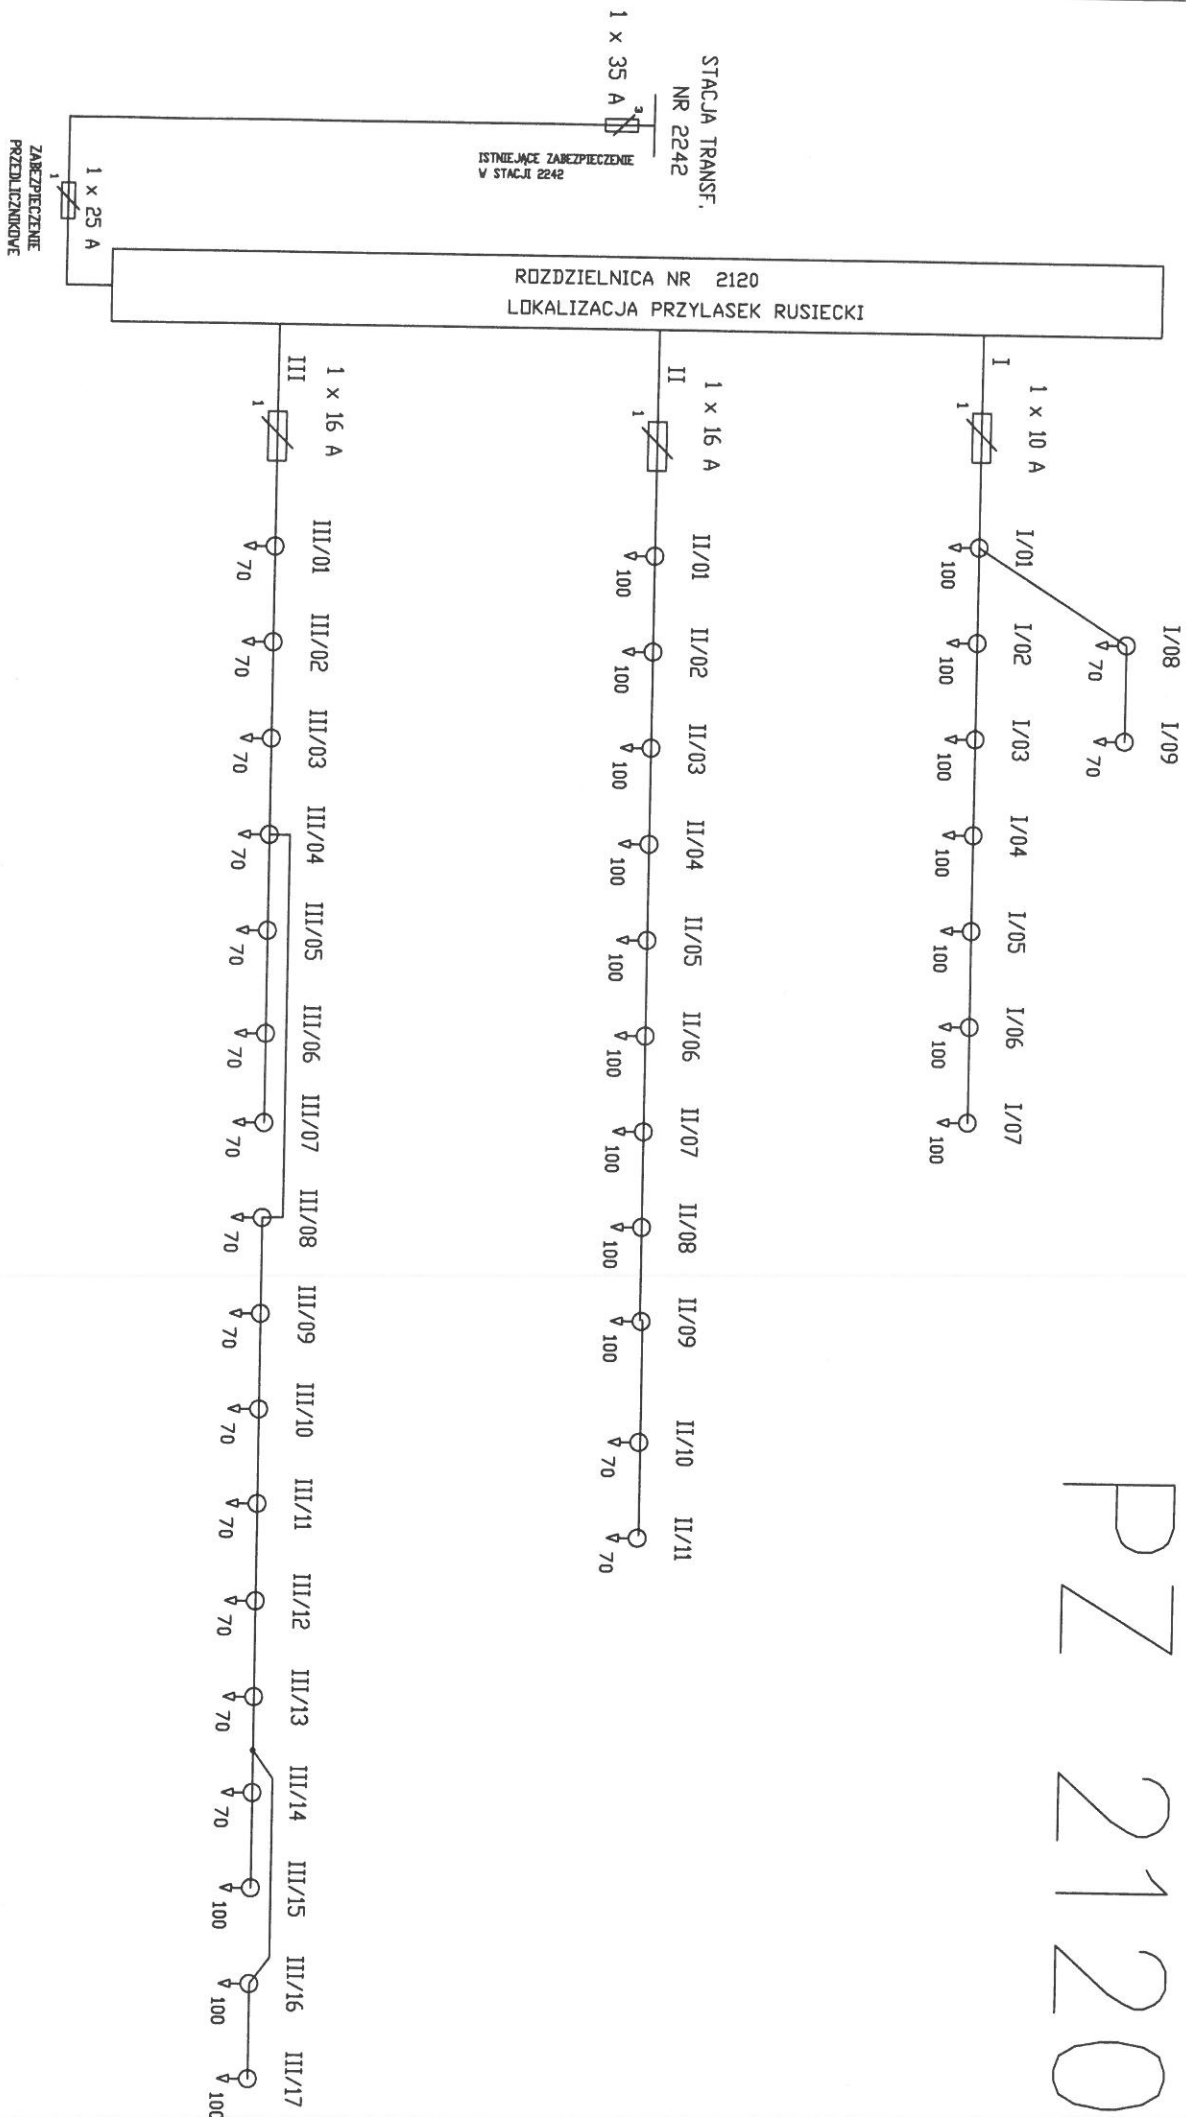 PZ 2120
STACJA TRANSF.
NR 2242
1 x 35 A
3
ISTNIEJĄCE ZABEZPIECZENIE
W STACJI 2242
1 x 25 A
1
ZABEZPIECZENIE
PRZEDLICZNIKOWE
ROZDZIELNICA NR 2120
LOKALIZACJA PRZYLASEK RUSIECKI
I/08 I/09
70 70
I
1 x 10 A
1
I/01 I/02 I/03 I/04 I/05 I/06 I/07
100 100 100 100 100 100 100
II
1 x 16 A
1
II/01 II/02 II/03 II/04 II/05 II/06 II/07 II/08 II/09 II/10 II/11
100 100 100 100 100 100 100 100 100 70 70
III
1 x 16 A
1
III/01 III/02 III/03 III/04 III/05 III/06 III/07 III/08 III/09 III/10 III/11 III/12 III/13 III/14 III/15 III/16 III/17
70 70 70 70 70 70 70 70 70 70 70 70 70 70 100 100 100